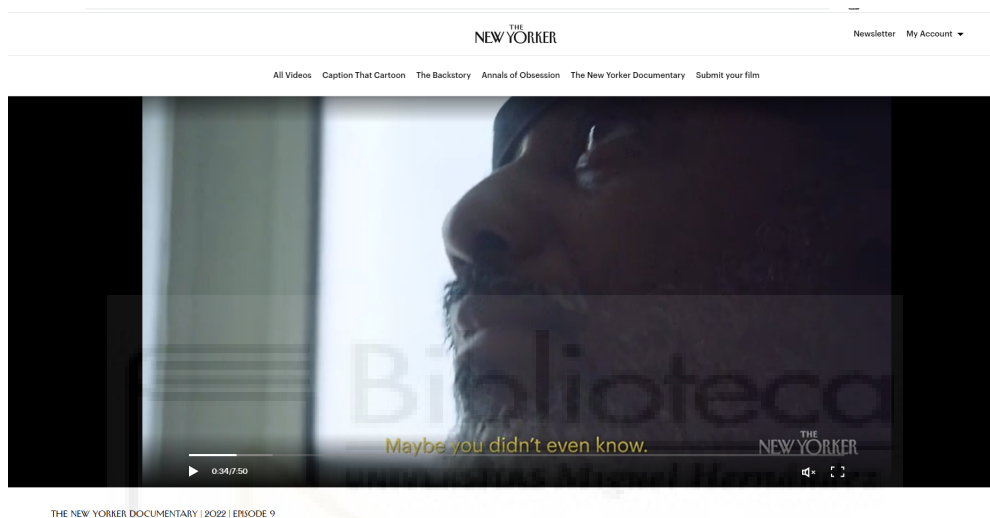 THE
NEW YORKER
Newsletter My Account
All Videos Caption That Cartoon The Backstory Annals of Obsession The New Yorker Documentary Submit your film
Biblioteca
Maybe you didn't even know.
THE
NEW YORKER
0:34/7:50
THE NEW YORKER DOCUMENTARY | 2022 | EPISODE 9